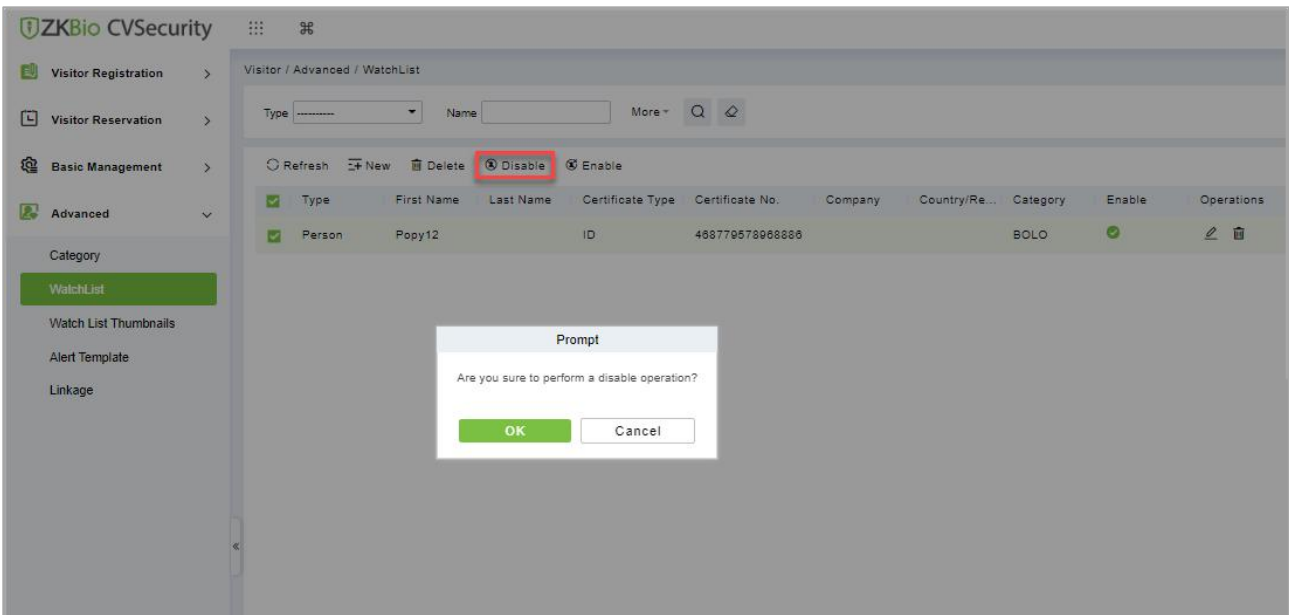 ZKBio CVSecurity
Visitor Registration
Visitor Reservation
Basic Management
Advanced
Category
WatchList
Watch List Thumbnails
Alert Template
Linkage
Visitor / Advanced / WatchList
Type ---------- Name More
Refresh New Delete Disable Enable
Type First Name Last Name Certificate Type Certificate No. Company Country/Re... Category Enable Operations
Person Popy12 ID 468779578968886 BOLO
Prompt
Are you sure to perform a disable operation?
OK Cancel